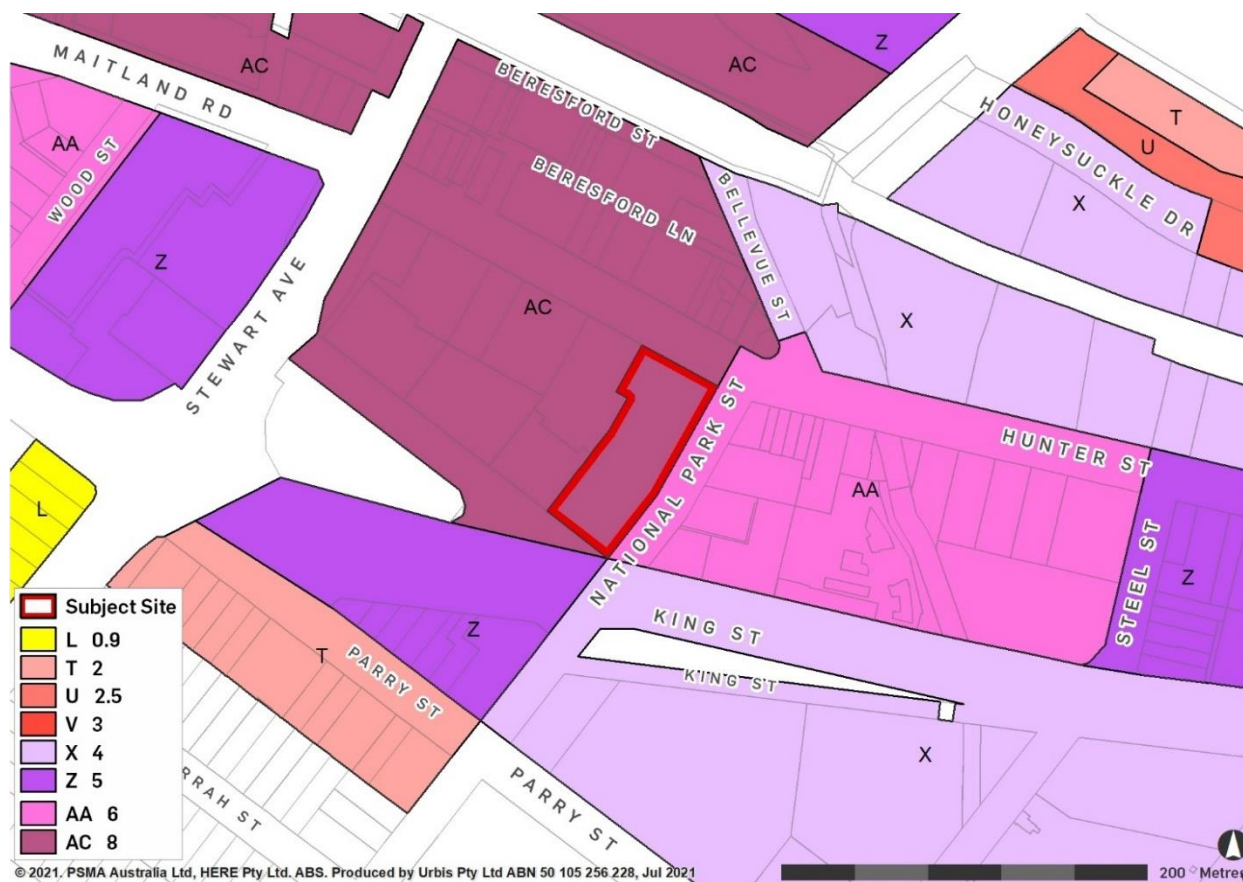 MAITLAND RD
AC
BERESFORD ST
AC
Z
HONEYSUCKLE DR
T
U
X
AA
WOOD ST
Z
STEWART AVE
BERESFORD LN
BELLEVUE ST
AC
X
NATIONAL PARK ST
HUNTER ST
AA
STEEL ST
Z
L
Z
T
PARRY ST
KING ST
KING ST
X
PARRY ST
Subject Site
L 0.9
T 2
U 2.5
V 3
X 4
Z 5
AA 6
AC 8
© 2021. PSMA Australia Ltd, HERE Pty Ltd. ABS. Produced by Urbis Pty Ltd ABN 50 105 256 228, Jul 2021
200 Metre